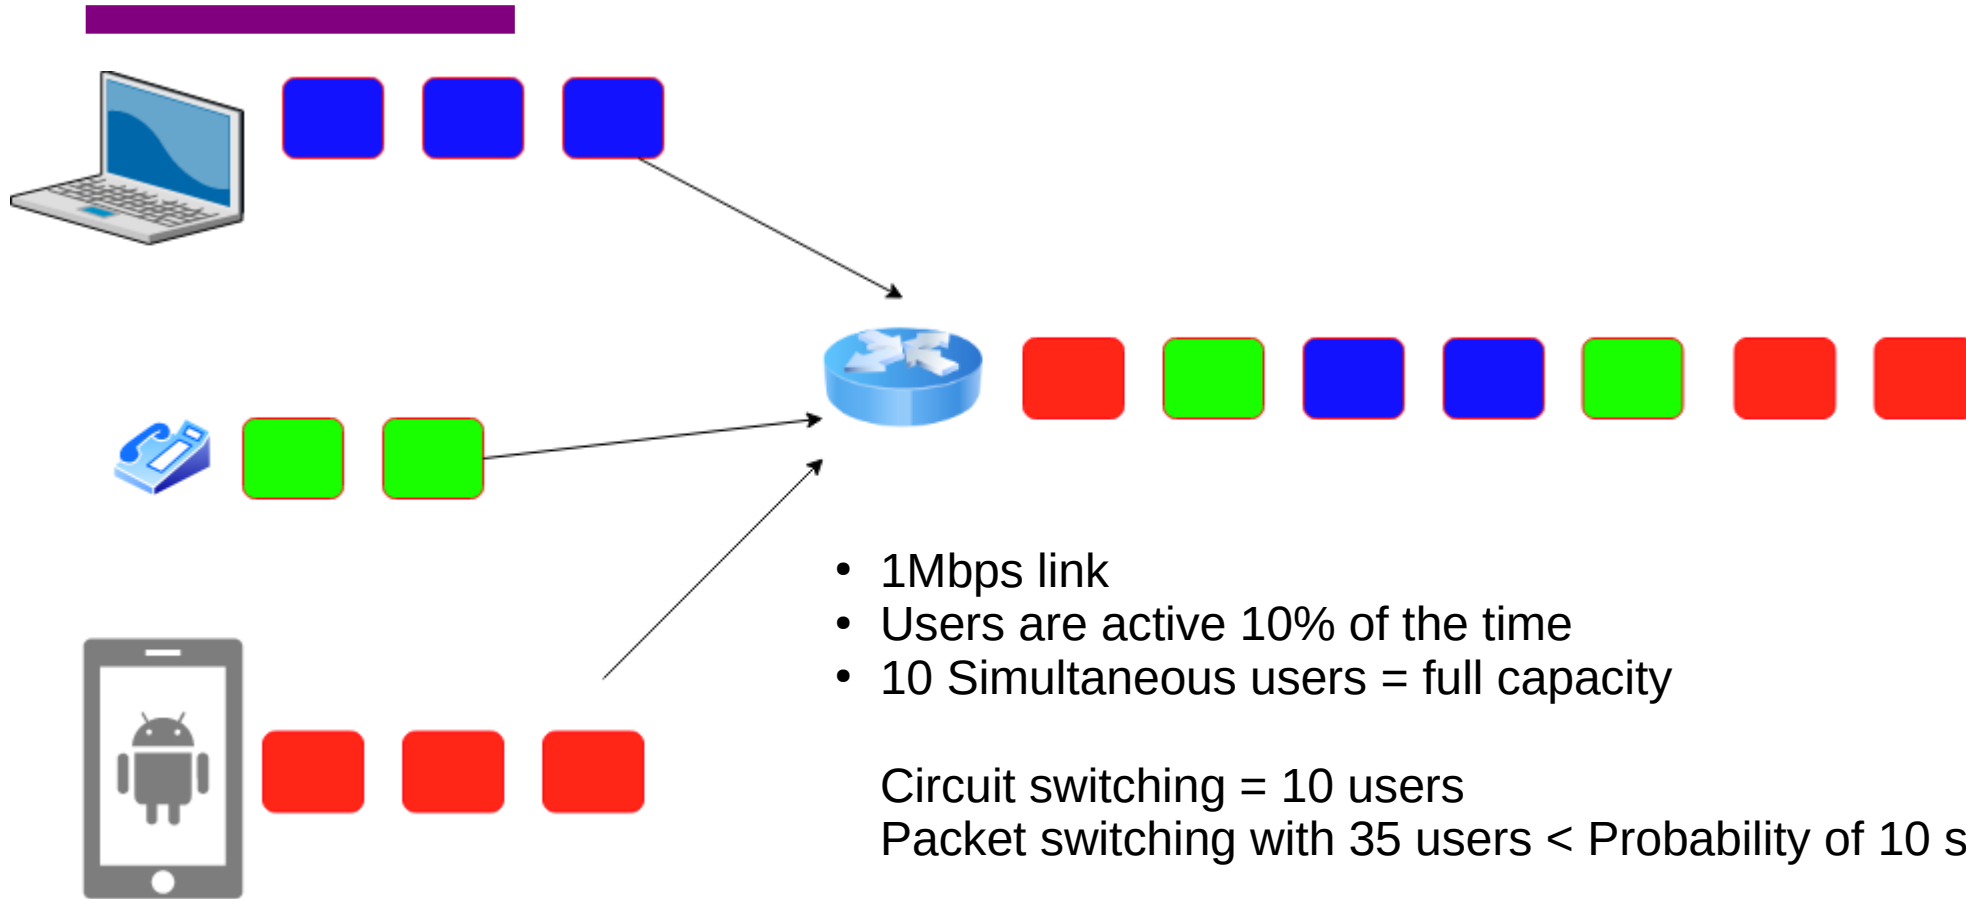 • 1Mbps link
• Users are active 10% of the time
• 10 Simultaneous users = full capacity
Circuit switching = 10 users
Packet switching with 35 users < Probability of 10 s